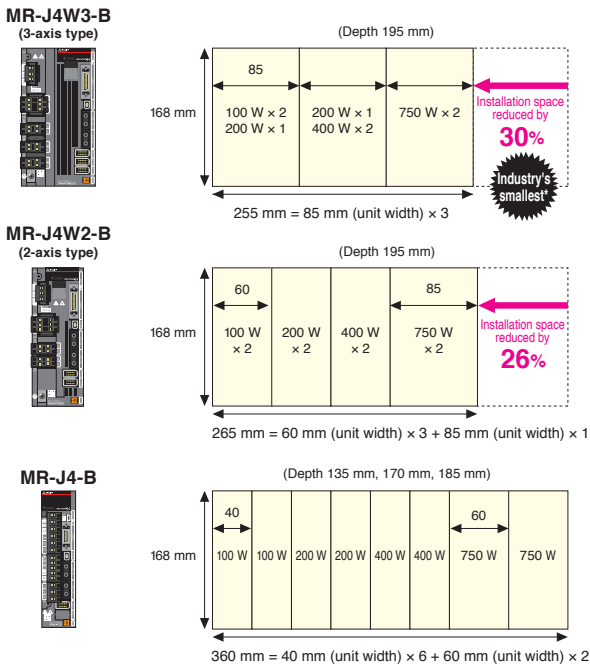 MR-J4W3-B
(3-axis type)
(Depth 195 mm)
168 mm
85
100 W × 2
200 W × 1
200 W × 1
400 W × 2
750 W × 2
Installation space
reduced by
30%
Industry's
smallest*
255 mm = 85 mm (unit width) × 3
MR-J4W2-B
(2-axis type)
(Depth 195 mm)
168 mm
60
85
100 W
× 2
200 W
× 2
400 W
× 2
750 W
× 2
Installation space
reduced by
26%
265 mm = 60 mm (unit width) × 3 + 85 mm (unit width) × 1
MR-J4-B
(Depth 135 mm, 170 mm, 185 mm)
168 mm
40
60
100 W
100 W
200 W
200 W
400 W
400 W
750 W
750 W
360 mm = 40 mm (unit width) × 6 + 60 mm (unit width) × 2